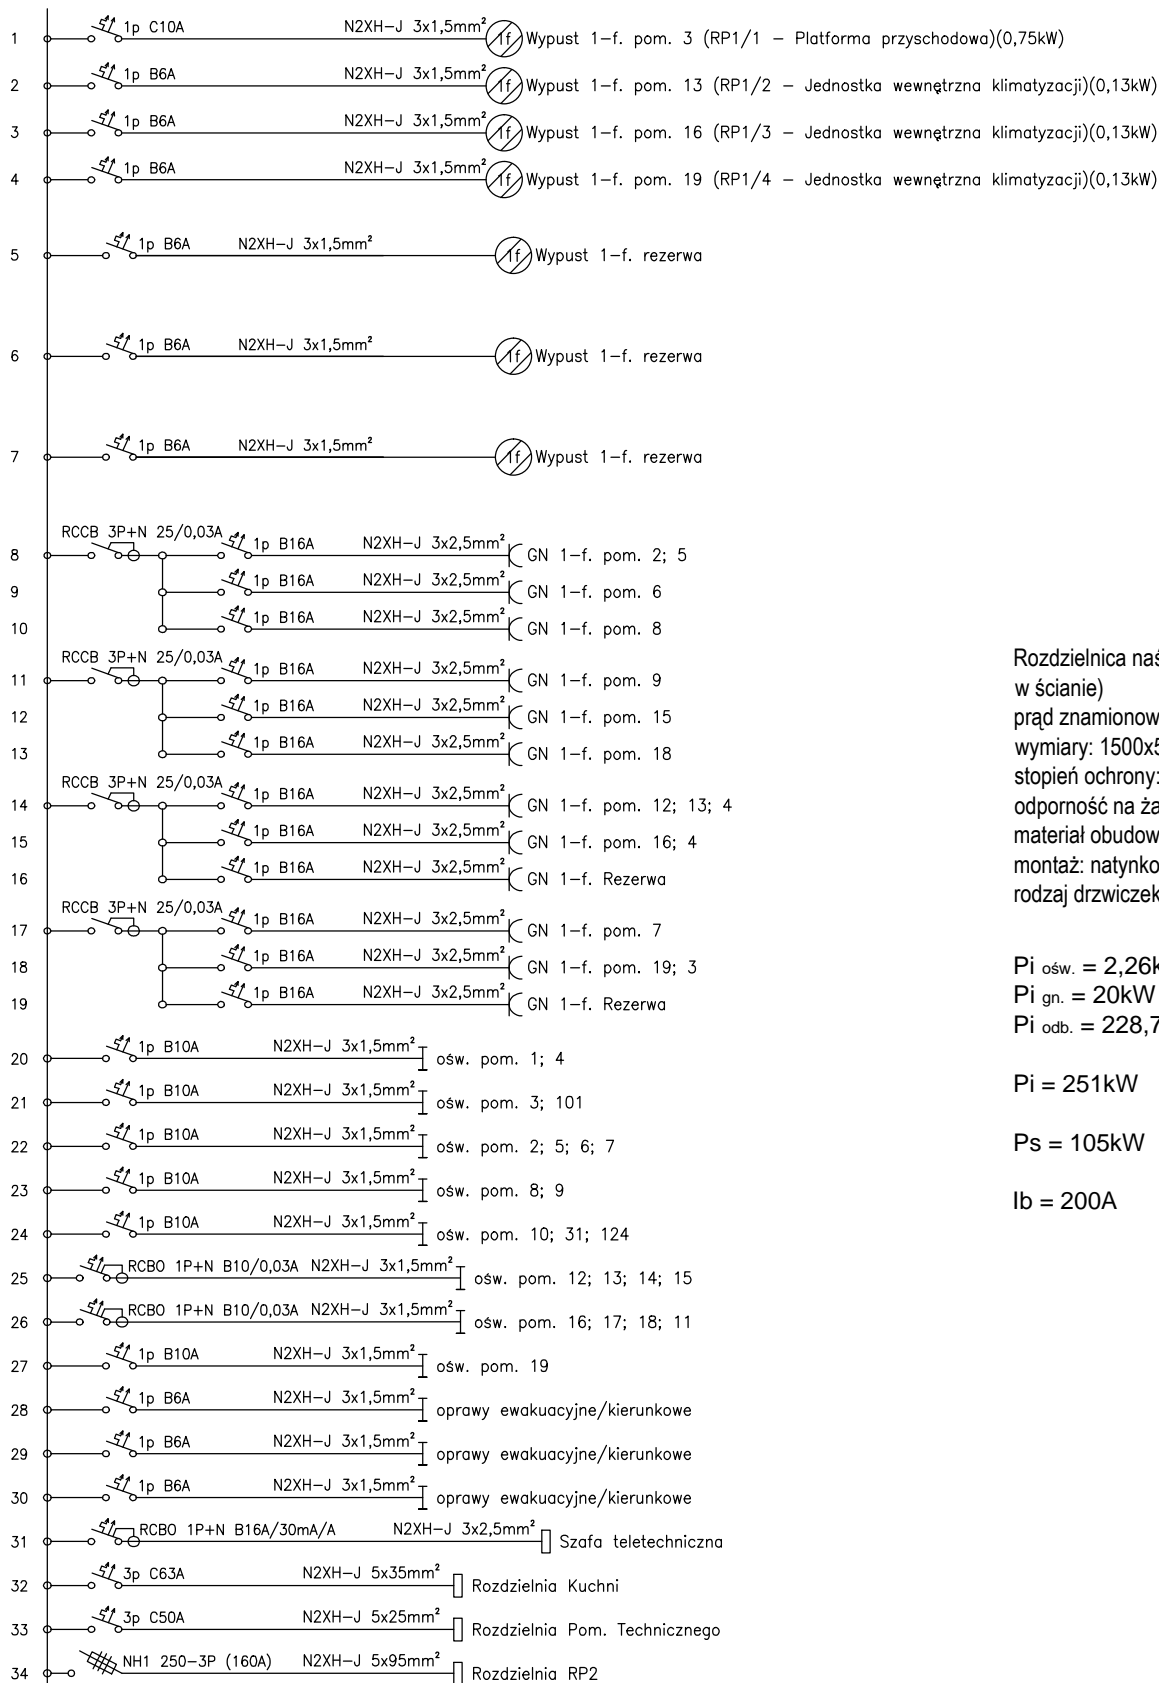 1 1p C10A N2XH-J 3x1,5mm² 1f Wypust 1-f. pom. 3 (RP1/1 - Platforma przyschodowa)(0,75kW)
2 1p B6A N2XH-J 3x1,5mm² 1f Wypust 1-f. pom. 13 (RP1/2 - Jednostka wewnętrzna klimatyzacji)(0,13kW)
3 1p B6A N2XH-J 3x1,5mm² 1f Wypust 1-f. pom. 16 (RP1/3 - Jednostka wewnętrzna klimatyzacji)(0,13kW)
4 1p B6A N2XH-J 3x1,5mm² 1f Wypust 1-f. pom. 19 (RP1/4 - Jednostka wewnętrzna klimatyzacji)(0,13kW)
5 1p B6A N2XH-J 3x1,5mm² 1f Wypust 1-f. rezerwa
6 1p B6A N2XH-J 3x1,5mm² 1f Wypust 1-f. rezerwa
7 1p B6A N2XH-J 3x1,5mm² 1f Wypust 1-f. rezerwa
8 RCCB 3P+N 25/0,03A 1p B16A N2XH-J 3x2,5mm² GN 1-f. pom. 2; 5
9 1p B16A N2XH-J 3x2,5mm² GN 1-f. pom. 6
10 1p B16A N2XH-J 3x2,5mm² GN 1-f. pom. 8
11 RCCB 3P+N 25/0,03A 1p B16A N2XH-J 3x2,5mm² GN 1-f. pom. 9
12 1p B16A N2XH-J 3x2,5mm² GN 1-f. pom. 15
13 1p B16A N2XH-J 3x2,5mm² GN 1-f. pom. 18
14 RCCB 3P+N 25/0,03A 1p B16A N2XH-J 3x2,5mm² GN 1-f. pom. 12; 13; 4
15 1p B16A N2XH-J 3x2,5mm² GN 1-f. pom. 16; 4
16 1p B16A N2XH-J 3x2,5mm² GN 1-f. Rezerwa
17 RCCB 3P+N 25/0,03A 1p B16A N2XH-J 3x2,5mm² GN 1-f. pom. 7
18 1p B16A N2XH-J 3x2,5mm² GN 1-f. pom. 19; 3
19 1p B16A N2XH-J 3x2,5mm² GN 1-f. Rezerwa
20 1p B10A N2XH-J 3x1,5mm² ośw. pom. 1; 4
21 1p B10A N2XH-J 3x1,5mm² ośw. pom. 3; 101
22 1p B10A N2XH-J 3x1,5mm² ośw. pom. 2; 5; 6; 7
23 1p B10A N2XH-J 3x1,5mm² ośw. pom. 8; 9
24 1p B10A N2XH-J 3x1,5mm² ośw. pom. 10; 31; 124
25 RCBO 1P+N B10/0,03A N2XH-J 3x1,5mm² ośw. pom. 12; 13; 14; 15
26 RCBO 1P+N B10/0,03A N2XH-J 3x1,5mm² ośw. pom. 16; 17; 18; 11
27 1p B10A N2XH-J 3x1,5mm² ośw. pom. 19
28 1p B6A N2XH-J 3x1,5mm² oprawy ewakuacyjne/kierunkowe
29 1p B6A N2XH-J 3x1,5mm² oprawy ewakuacyjne/kierunkowe
30 1p B6A N2XH-J 3x1,5mm² oprawy ewakuacyjne/kierunkowe
31 RCBO 1P+N B16A/30mA/A N2XH-J 3x2,5mm² Szafa teletechniczna
32 3p C63A N2XH-J 5x35mm² Rozdzielnia Kuchni
33 3p C50A N2XH-J 5x25mm² Rozdzielnia Pom. Technicznego
34 NH1 250-3P (160A) N2XH-J 5x95mm² Rozdzielnia RP2
Rozdzielnica
w ścianie)
prąd
wymiary:
stopień ochrony:
odporność na
materiał
montaż:
rodzaj drzwiczek
Pi ośw. = 2,26
Pi gn. = 20kW
Pi odb. = 228,7
Pi = 251kW
Ps = 105kW
Ib = 200A